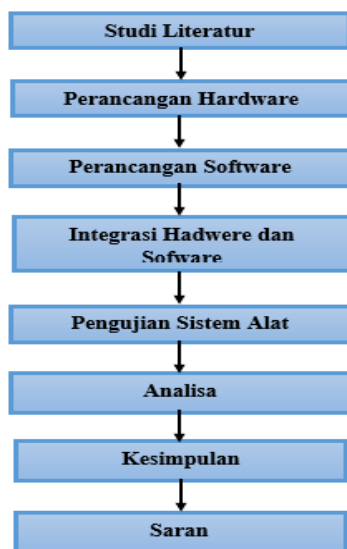 Studi Literatur
Perancangan Hardware
Perancangan Software
Integrasi Hadwere dan
Sofware
Pengujian Sistem Alat
Analisa
Kesimpulan
Saran